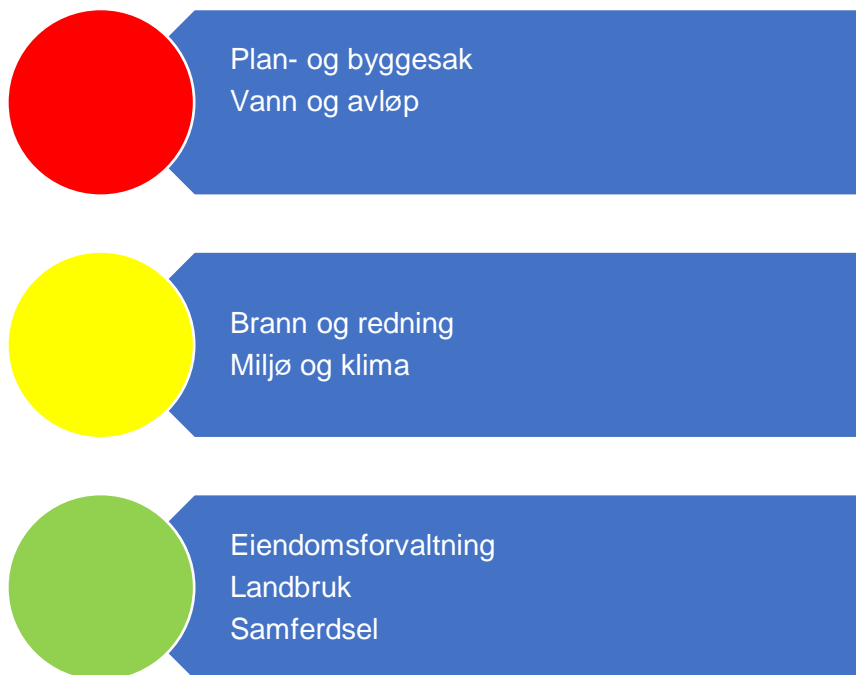 Plan- og byggesak
Vann og avløp
Brann og redning
Miljø og klima
Eiendomsforvaltning
Landbruk
Samferdsel